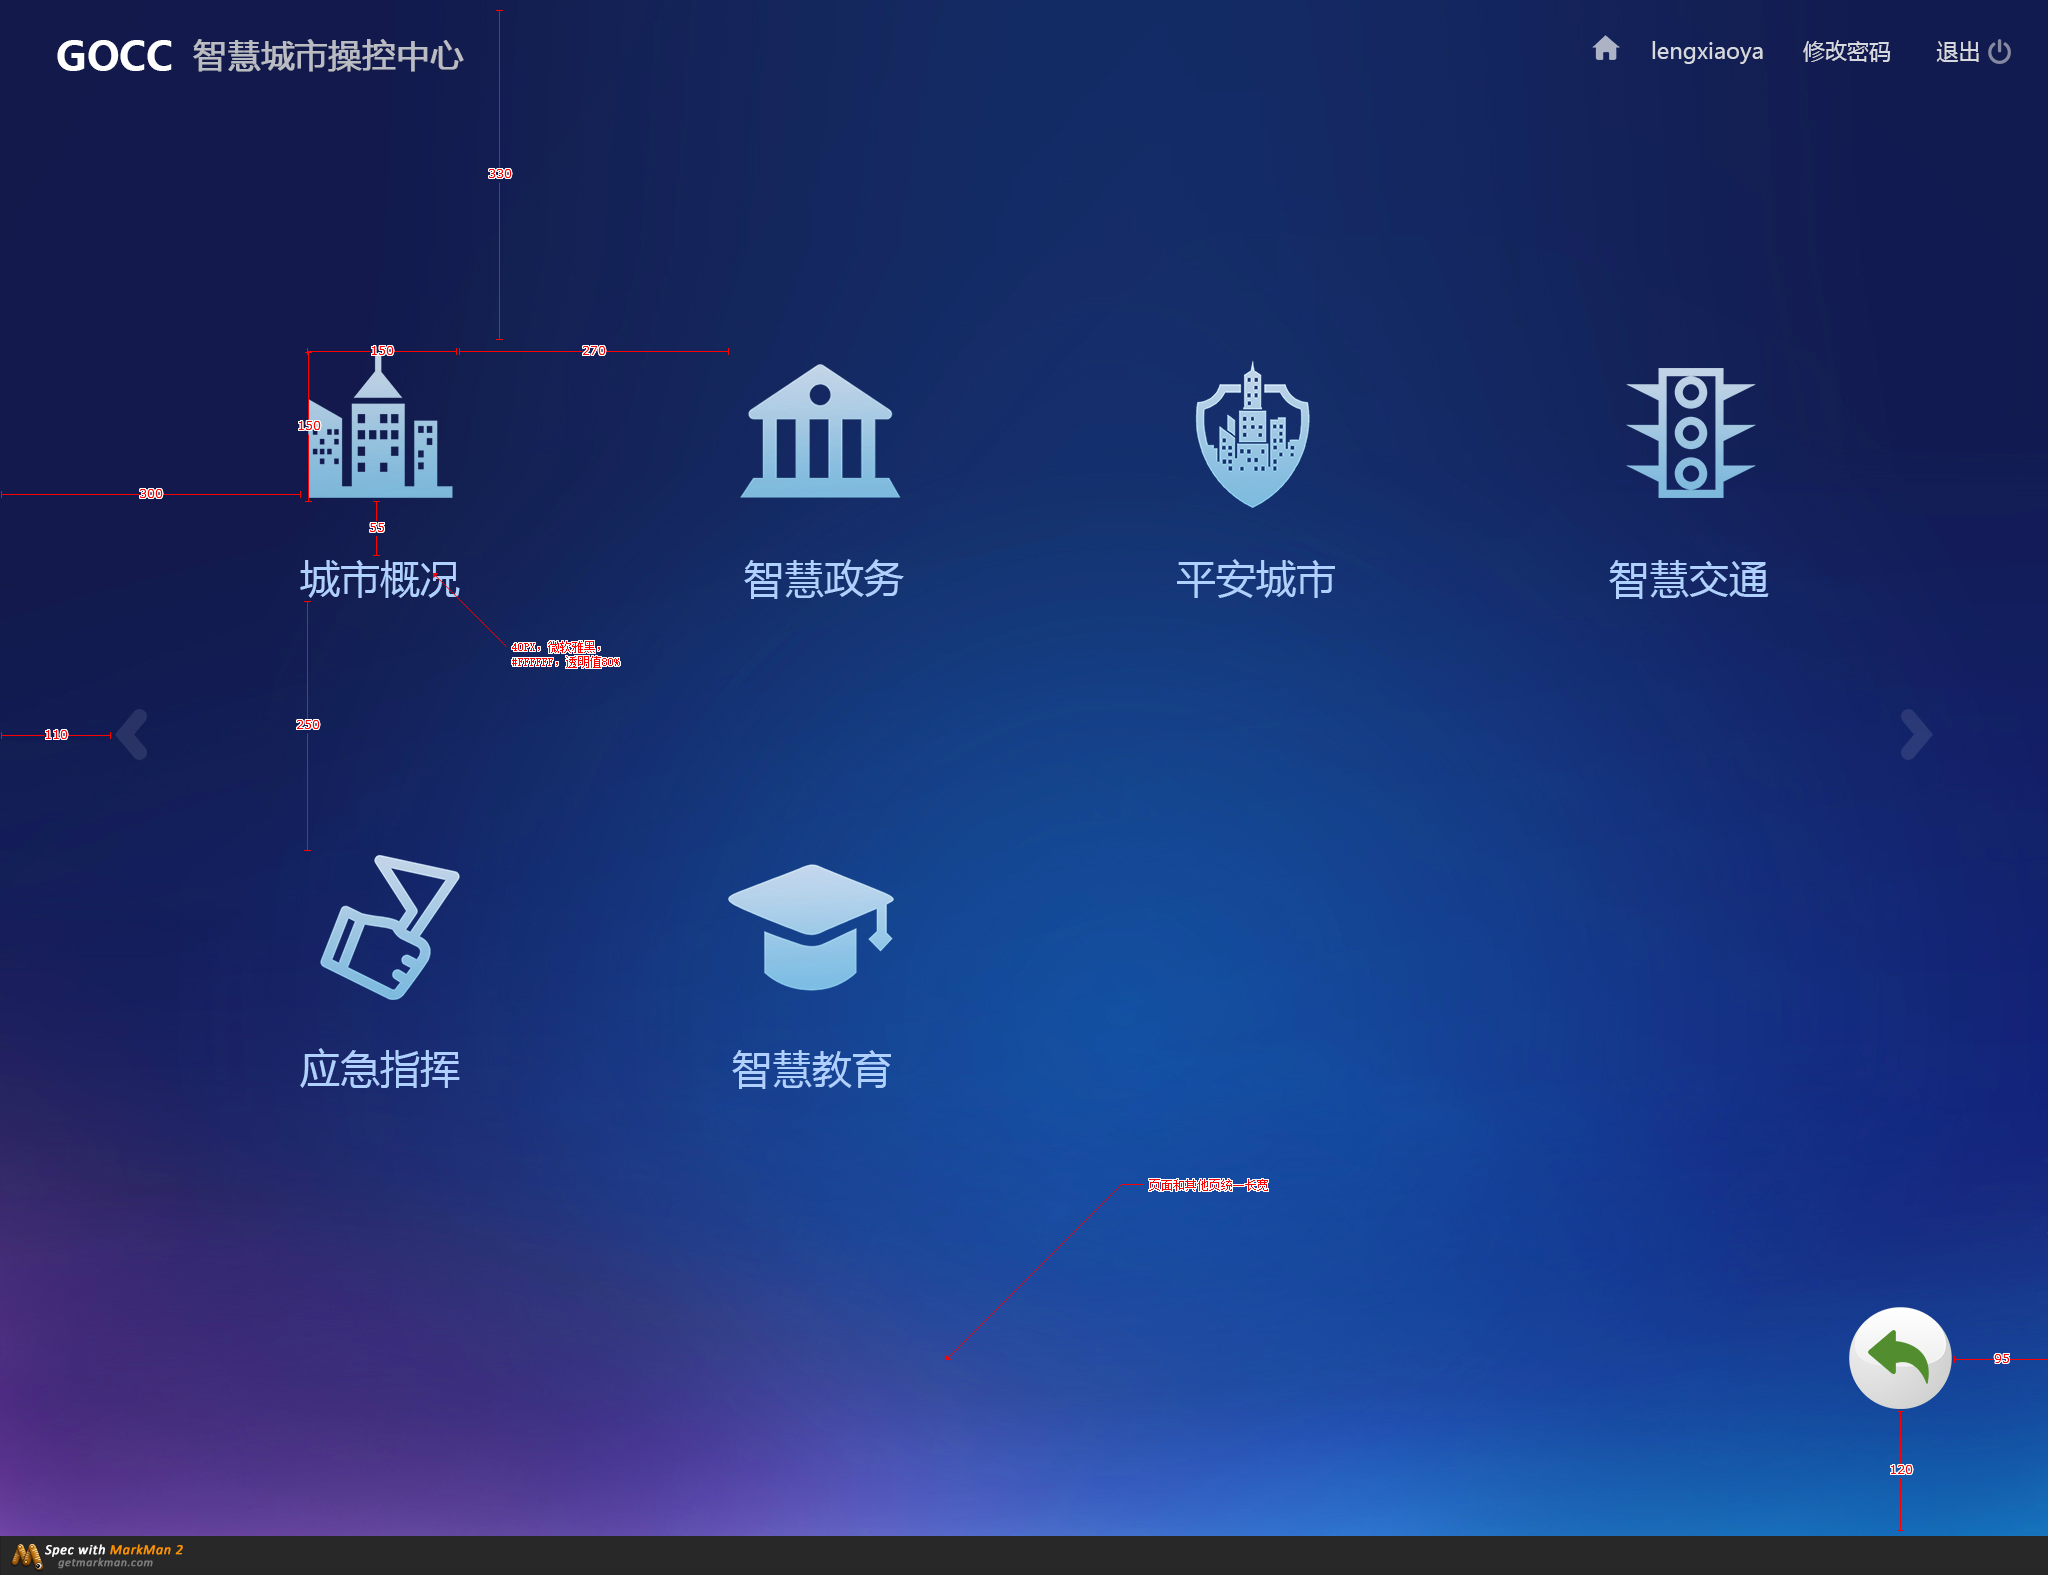 GOCC 智慧城市操控中心
lengxiaoya 修改密码 退出
330
150 270
150
300
55
城市概况 智慧政务 平安城市 智慧交通
40PX，微软雅黑，
#FFFFFF，透明值80%
250
110
应急指挥 智慧教育
页面和其他页统一长宽
95
120
Spec with MarkMan 2
getmarkman.com